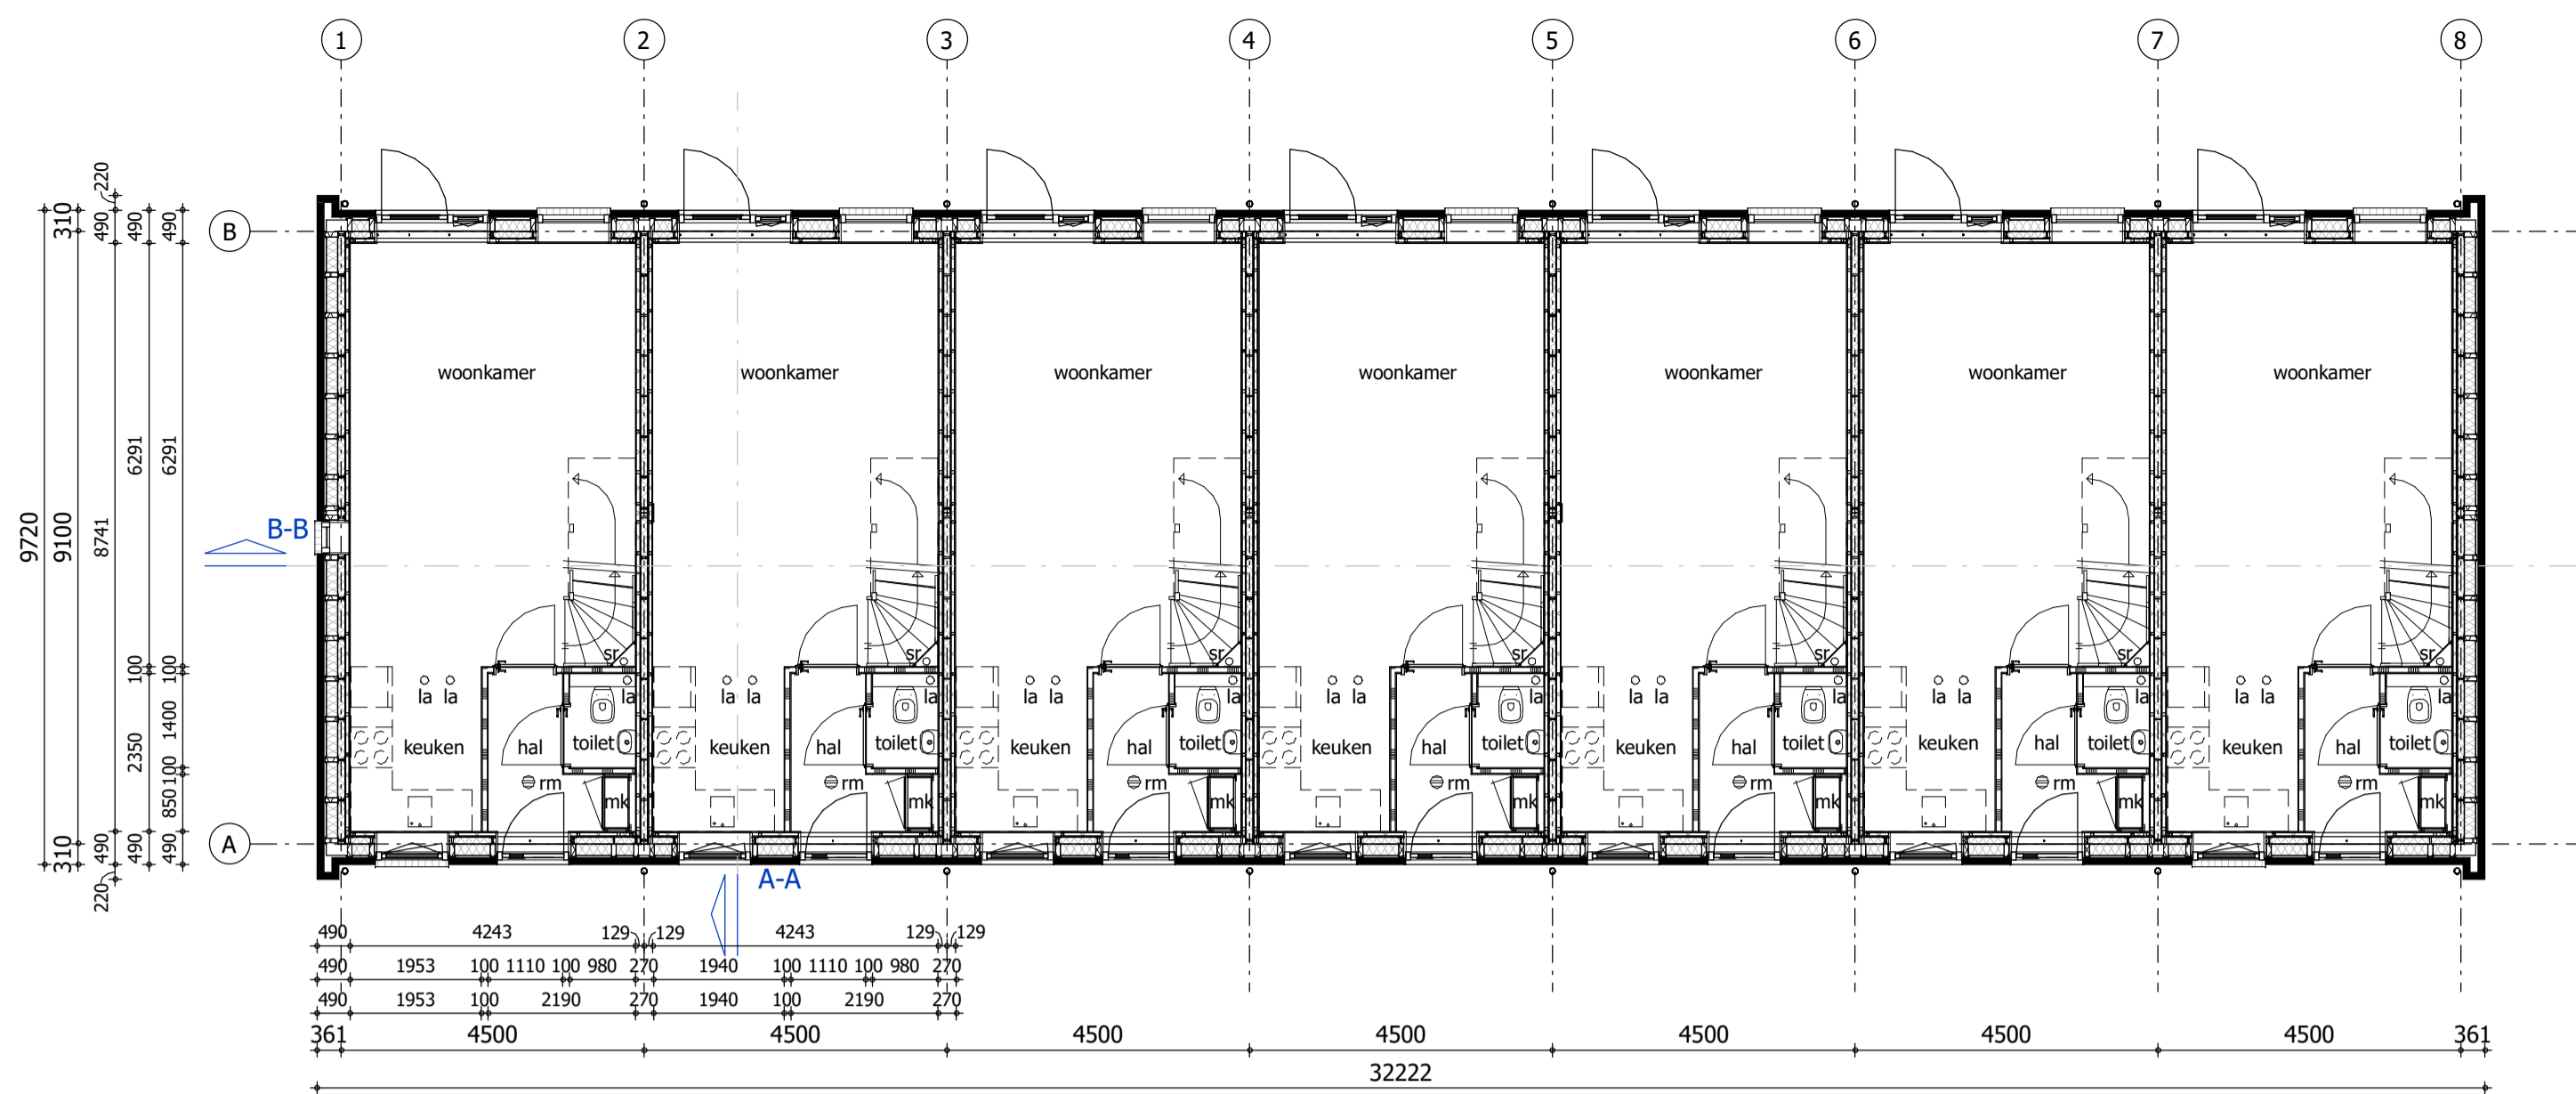 1 2 3 4 5 6 7 8
B
A
220
310 490 490 490
9720 9100 8741 6291 6291
100 100
1400
2350
100
850
310 490 490 490
220
B-B
A-A
woonkamer woonkamer woonkamer woonkamer woonkamer woonkamer woonkamer
sr sr sr sr sr sr sr
la la la la la la la la la la la la la la la la la la la la la
keuken hal toilet keuken hal toilet keuken hal toilet keuken hal toilet keuken hal toilet keuken hal toilet keuken hal toilet
rm rm rm rm rm rm rm
mk mk mk mk mk mk mk
490 4243 129 129 4243 129 129
490 1953 100 1110 100 980 270 1940 100 1110 100 980 270
490 1953 100 2190 270 1940 100 2190 270
361 4500 4500 4500 4500 4500 4500 4500 361
32222